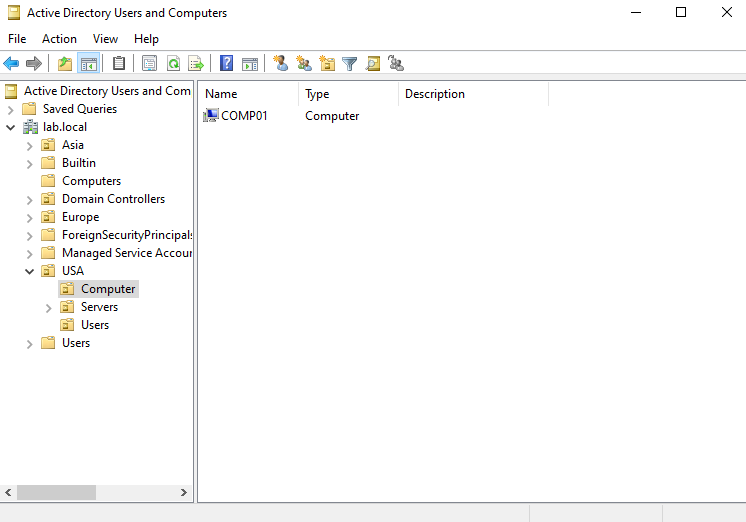 Active Directory Users and Computers
File Action View Help
Active Directory Users and Com
Saved Queries
lab.local
Asia
Builtin
Computers
Domain Controllers
Europe
ForeignSecurityPrincipals
Managed Service Accour
USA
Computer
Servers
Users
Users
Name Type Description
COMP01 Computer